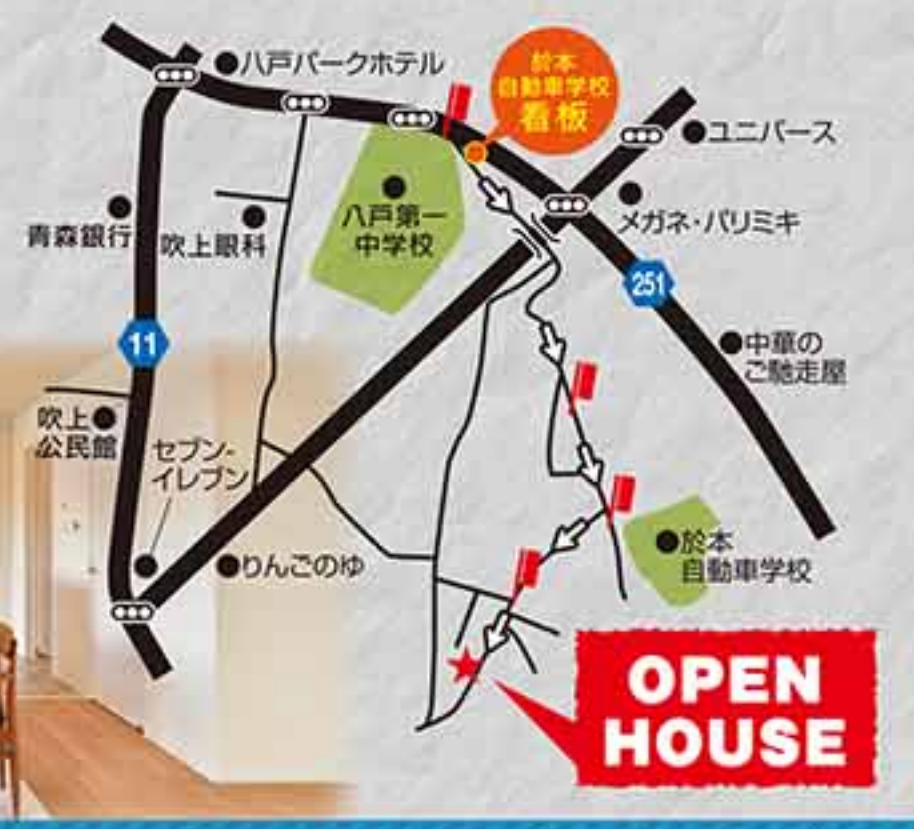 八戸パークホテル
於本
自動車学校
看板
ユニバース
メガネ・パリミキ
八戸第一
中学校
青森銀行
吹上眼科
251
11
中華の
ご馳走屋
吹上
公民館
セブン-
イレブン
りんごのゆ
於本
自動車学校
OPEN
HOUSE